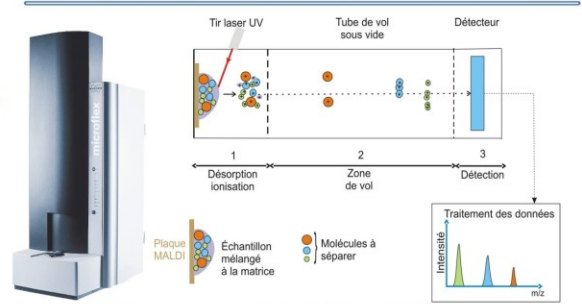 Tir laser UV
Tube de vol
sous vide
Détecteur
microflex
1
2
3
Désorption
ionisation
Zone
de vol
Détection
Plaque
MALDI
Échantillon
mélangé
à la matrice
Molécules à
séparer
Traitement des données
Intensité
m/z